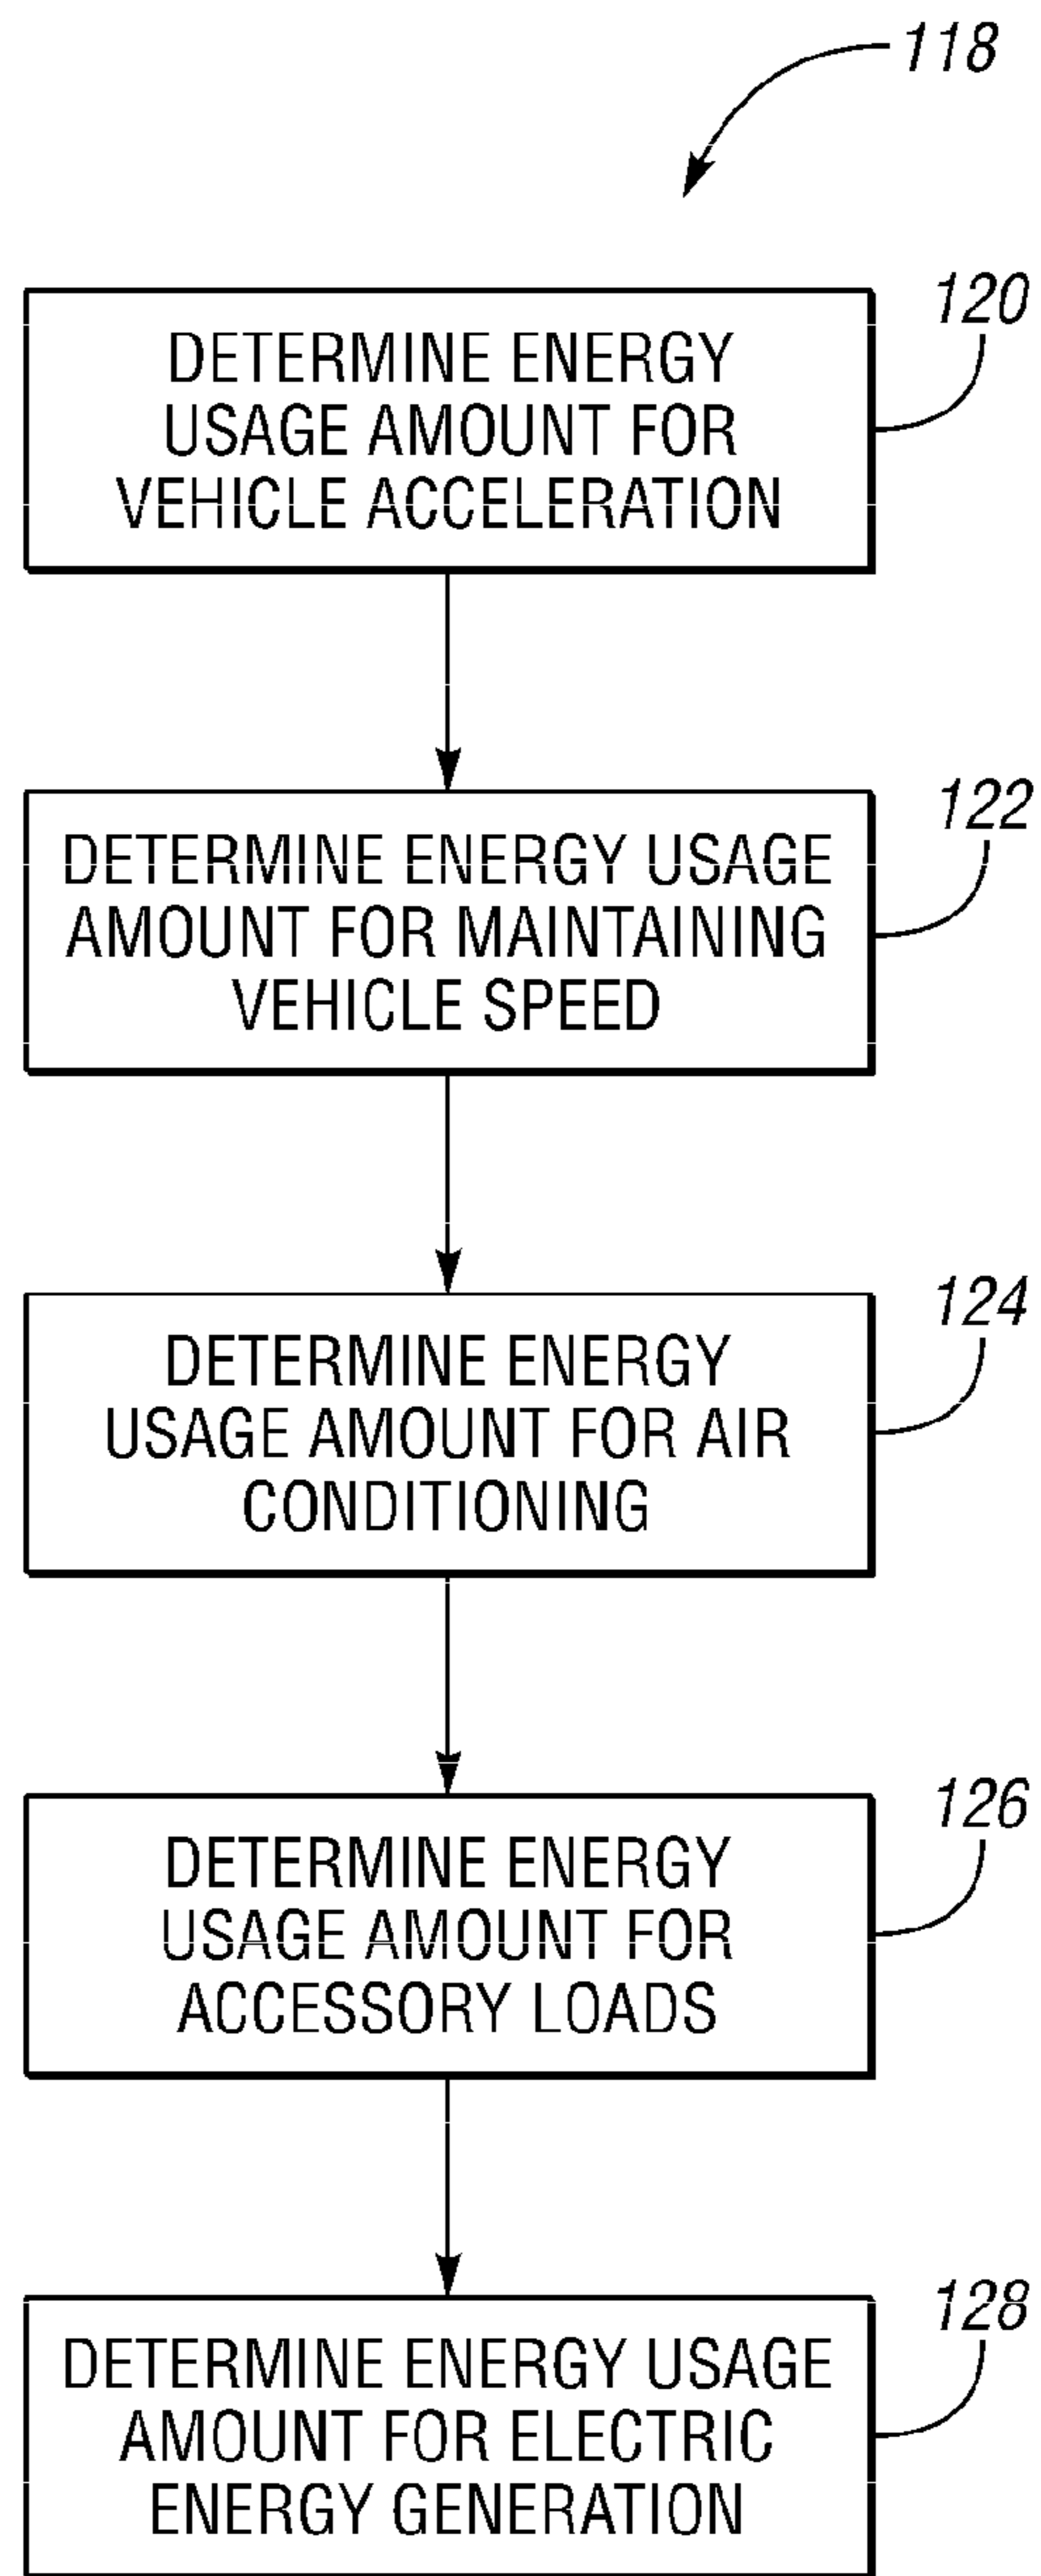 118
120
DETERMINE ENERGY
USAGE AMOUNT FOR
VEHICLE ACCELERATION
122
DETERMINE ENERGY USAGE
AMOUNT FOR MAINTAINING
VEHICLE SPEED
124
DETERMINE ENERGY
USAGE AMOUNT FOR AIR
CONDITIONING
126
DETERMINE ENERGY
USAGE AMOUNT FOR
ACCESSORY LOADS
128
DETERMINE ENERGY USAGE
AMOUNT FOR ELECTRIC
ENERGY GENERATION